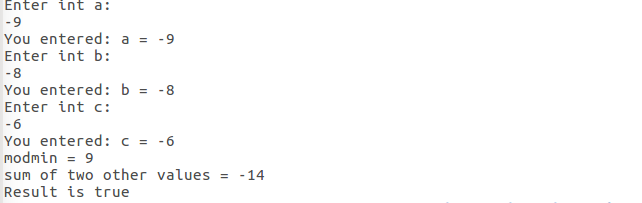 Enter int a:
-9
You entered: a = -9
Enter int b:
-8
You entered: b = -8
Enter int c:
-6
You entered: c = -6
modmin = 9
sum of two other values = -14
Result is true